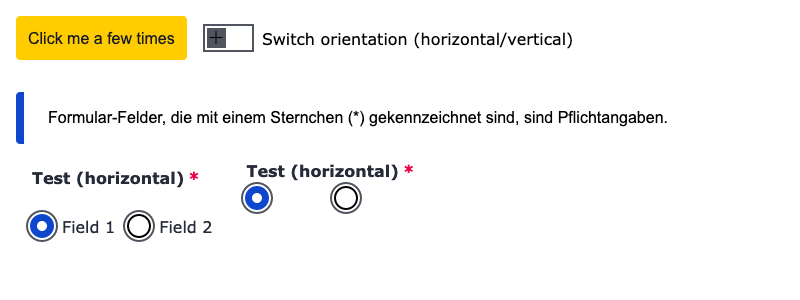 Click me a few times
Switch orientation (horizontal/vertical)
Formular-Felder, die mit einem Sternchen (*) gekennzeichnet sind, sind Pflichtangaben.
Test (horizontal) *
Field 1 Field 2
Test (horizontal) *